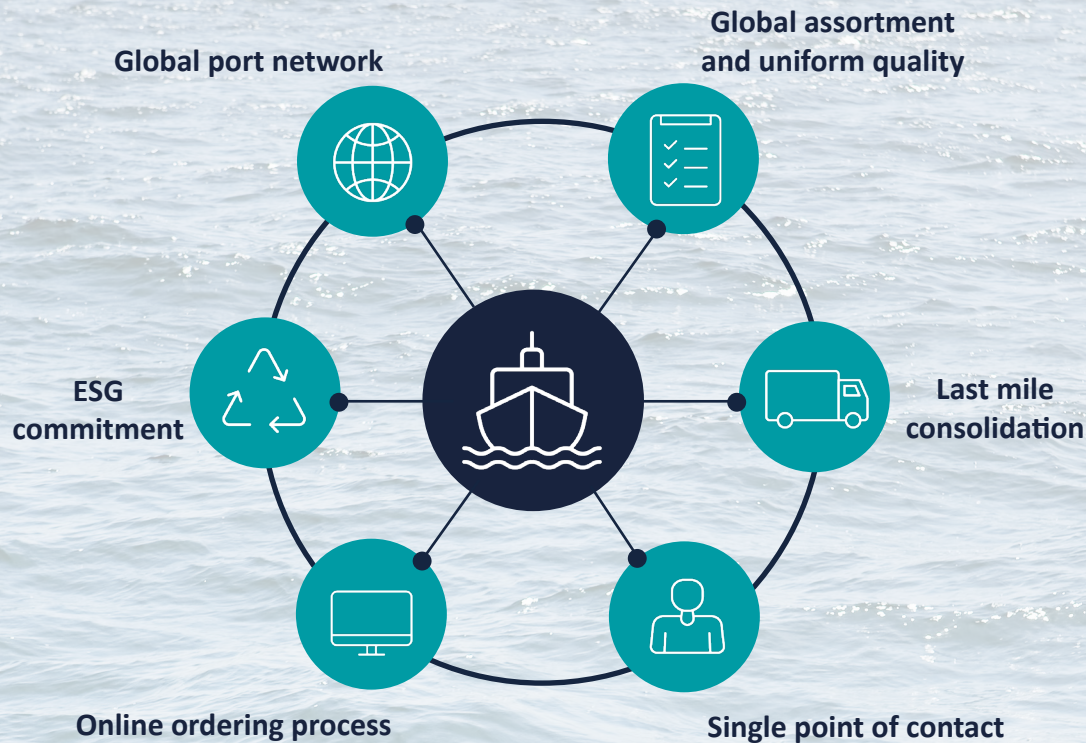 Global port network
Global assortment
and uniform quality
ESG
commitment
Last mile
consolidation
Online ordering process
Single point of contact